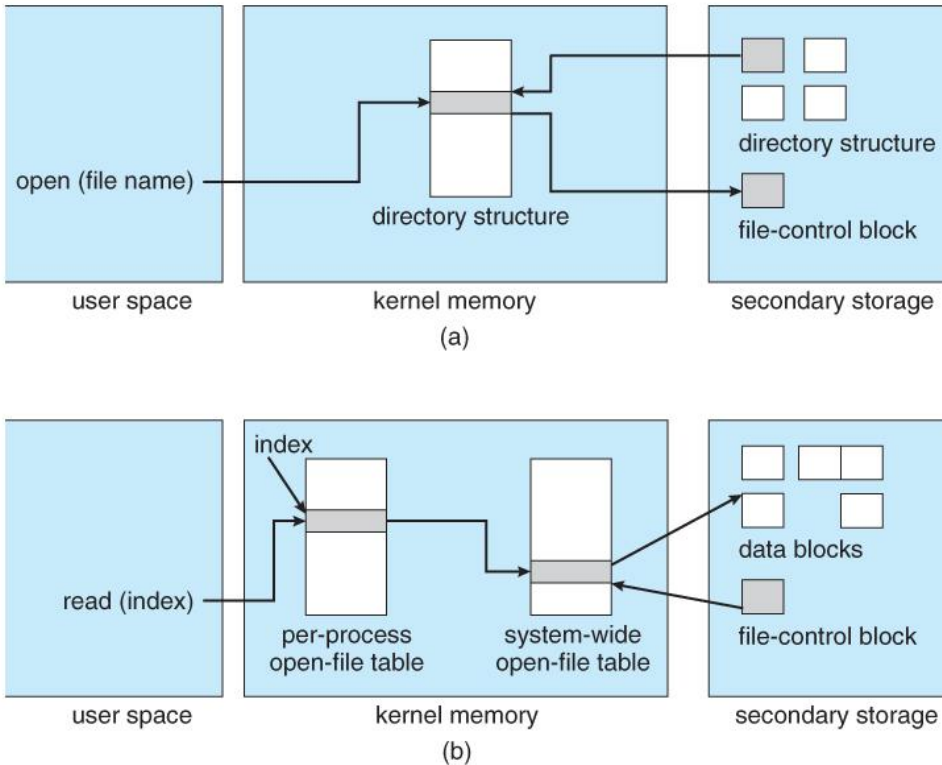 open (file name)
directory structure
directory structure
file-control block
user space
kernel memory
secondary storage
(a)
index
read (index)
per-process
open-file table
system-wide
open-file table
data blocks
file-control block
user space
kernel memory
secondary storage
(b)